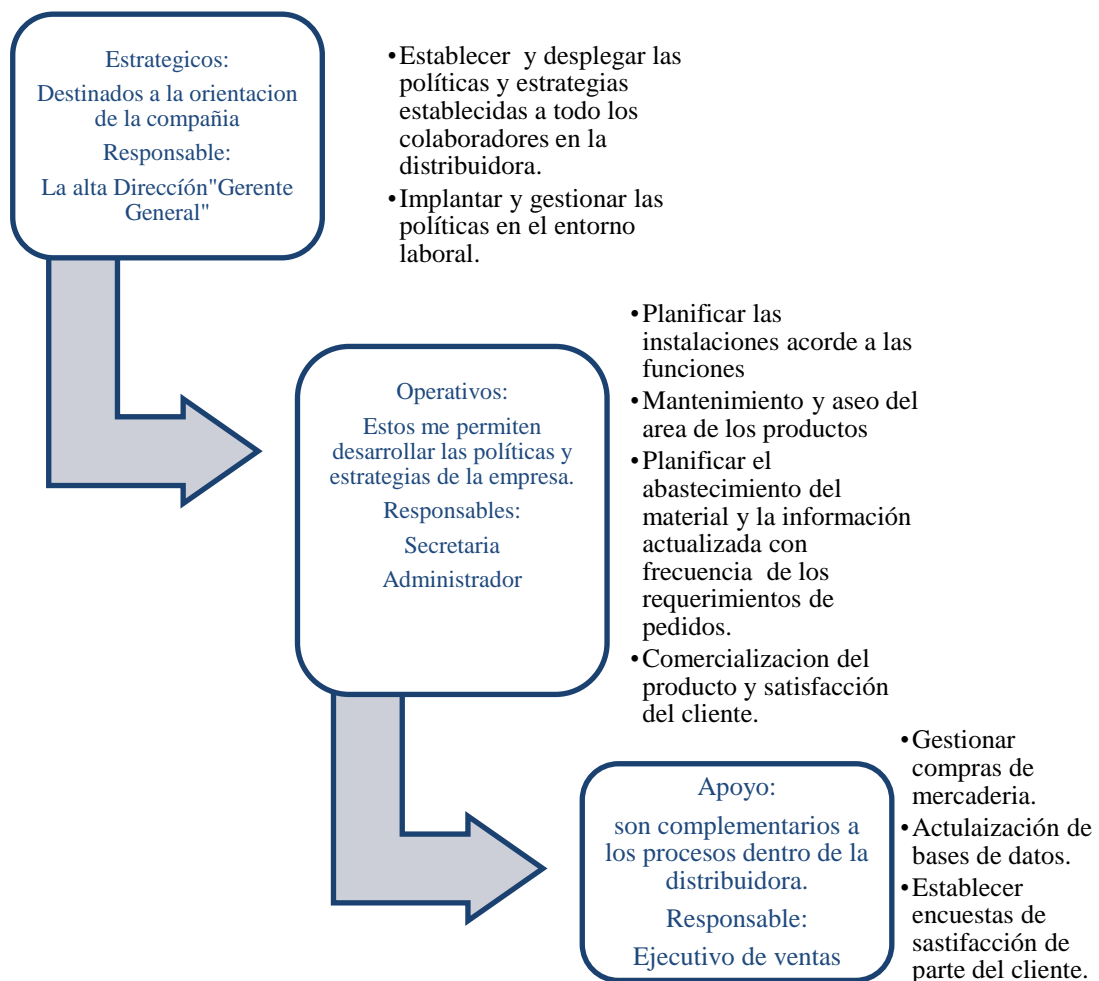 Estrategicos:
Destinados a la orientacion
de la compañia
Responsable:
La alta Direccíón"Gerente
General"
•Establecer  y desplegar las
políticas y estrategias
establecidas a todo los
colaboradores en la
distribuidora.
•Implantar y gestionar las
políticas en el entorno
laboral.
Operativos:
Estos me permiten
desarrollar las políticas y
estrategias de la empresa.
Responsables:
Secretaria
Administrador
•Planificar las
instalaciones acorde a las
funciones
•Mantenimiento y aseo del
area de los productos
•Planificar el
abastecimiento del
material y la información
actualizada con
frecuencia  de los
requerimientos de
pedidos.
•Comercializacion del
producto y satisfacción
del cliente.
Apoyo:
son complementarios a
los procesos dentro de la
distribuidora.
Responsable:
Ejecutivo de ventas
•Gestionar
compras de
mercaderia.
•Actulaización de
bases de datos.
•Establecer
encuestas de
sastifacción de
parte del cliente.